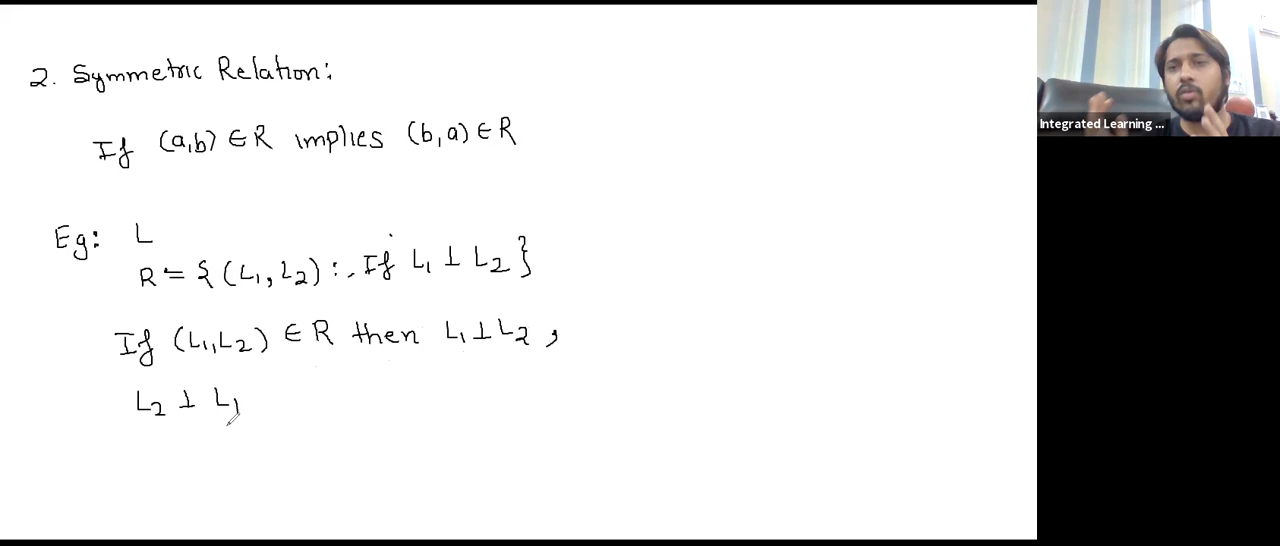 2. Symmetric Relation:
If (a,b) ∈ R implies (b,a) ∈ R
Eg: L
R = { (L₁, L₂) : If L₁ ⊥ L₂ }
If (L₁, L₂) ∈ R then L₁ ⊥ L₂ ,
L₂ ⊥ L₁
Integrated Learning ...